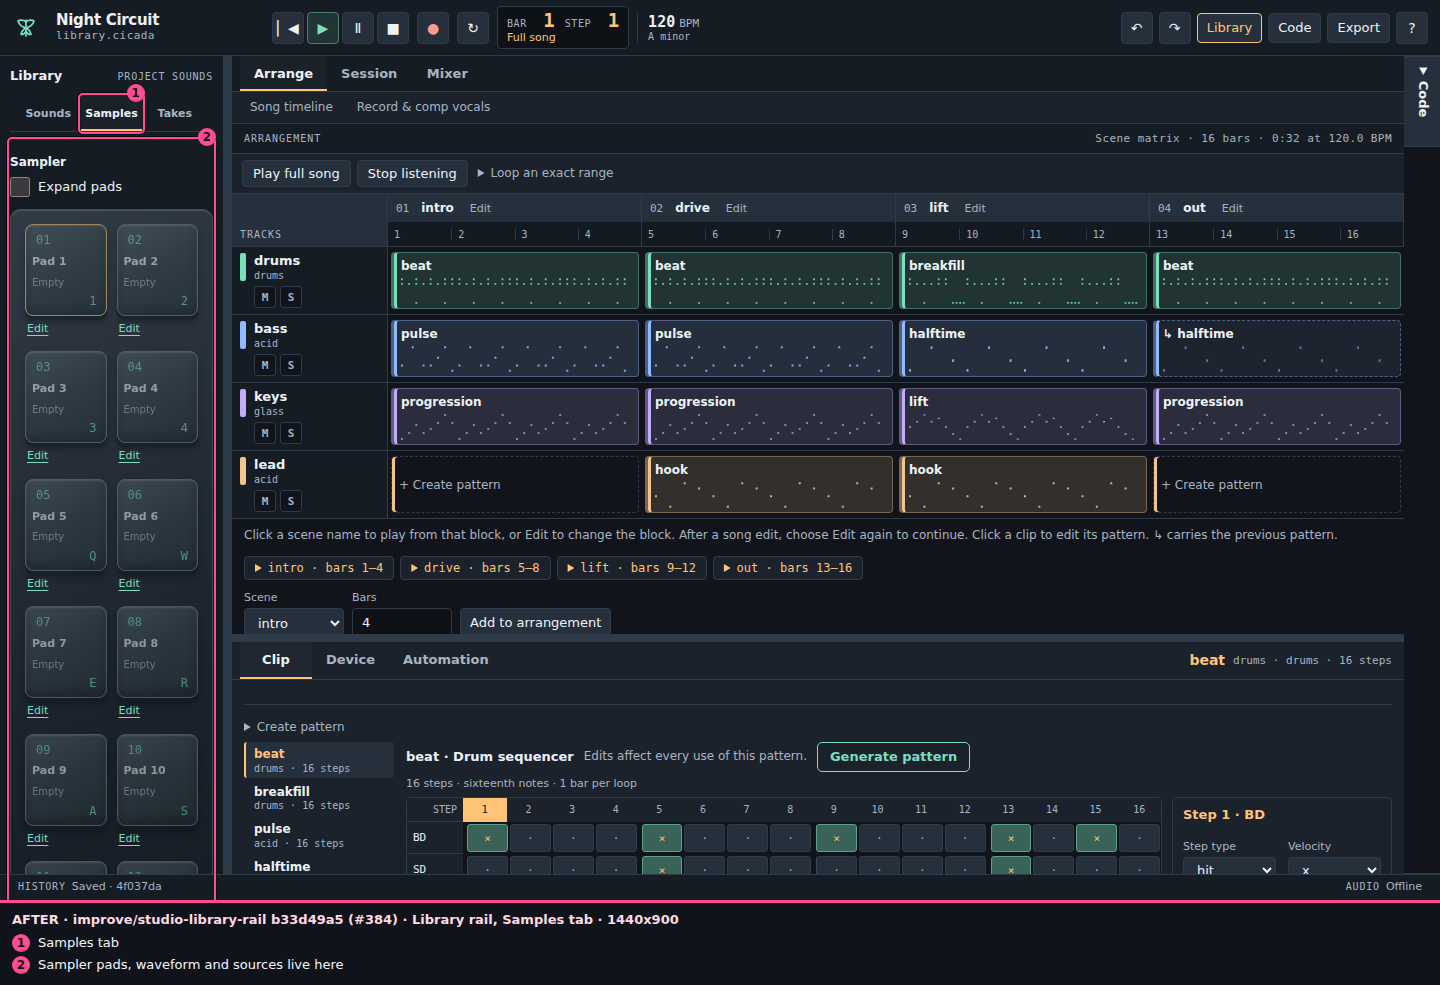 Night Circuit
library.cicada
BAR 1 STEP 1
Full song
120 BPM
A minor
Library
Code
Export
?
Library PROJECT SOUNDS
Sounds Samples Takes
1
2
Sampler
Expand pads
01 Pad 1 Empty 1
Edit
02 Pad 2 Empty 2
Edit
03 Pad 3 Empty 3
Edit
04 Pad 4 Empty 4
Edit
05 Pad 5 Empty Q
Edit
06 Pad 6 Empty W
Edit
07 Pad 7 Empty E
Edit
08 Pad 8 Empty R
Edit
09 Pad 9 Empty A
Edit
10 Pad 10 Empty S
Edit
Arrange Session Mixer
Song timeline Record & comp vocals
ARRANGEMENT Scene matrix · 16 bars · 0:32 at 120.0 BPM
Play full song Stop listening ▶ Loop an exact range
01 intro Edit 02 drive Edit 03 lift Edit 04 out Edit
TRACKS 1 2 3 4 5 6 7 8 9 10 11 12 13 14 15 16
drums
drums
M S
beat beat breakfill beat
bass
acid
M S
pulse pulse halftime ↳ halftime
keys
glass
M S
progression progression lift progression
lead
acid
M S
+ Create pattern hook hook + Create pattern
Click a scene name to play from that block, or Edit to change the block. After a song edit, choose Edit again to continue. Click a clip to edit its pattern. ↳ carries the previous pattern.
▶ intro · bars 1–4 ▶ drive · bars 5–8 ▶ lift · bars 9–12 ▶ out · bars 13–16
Scene Bars
intro 4 Add to arrangement
Clip Device Automation
beat drums · drums · 16 steps
▶ Create pattern
beat
drums · 16 steps
breakfill
drums · 16 steps
pulse
acid · 16 steps
halftime
beat · Drum sequencer Edits affect every use of this pattern. Generate pattern
16 steps · sixteenth notes · 1 bar per loop
STEP 1 2 3 4 5 6 7 8 9 10 11 12 13 14 15 16
BD × · · · × · · · × · · · × · × ·
SD · · · · × · · · · · · · × · · ·
Step 1 · BD
Step type Velocity
hit x
◀ Code
HISTORY Saved · 4f037da
AUDIO Offline
AFTER · improve/studio-library-rail b33d49a5 (#384) · Library rail, Samples tab · 1440x900
1 Samples tab
2 Sampler pads, waveform and sources live here